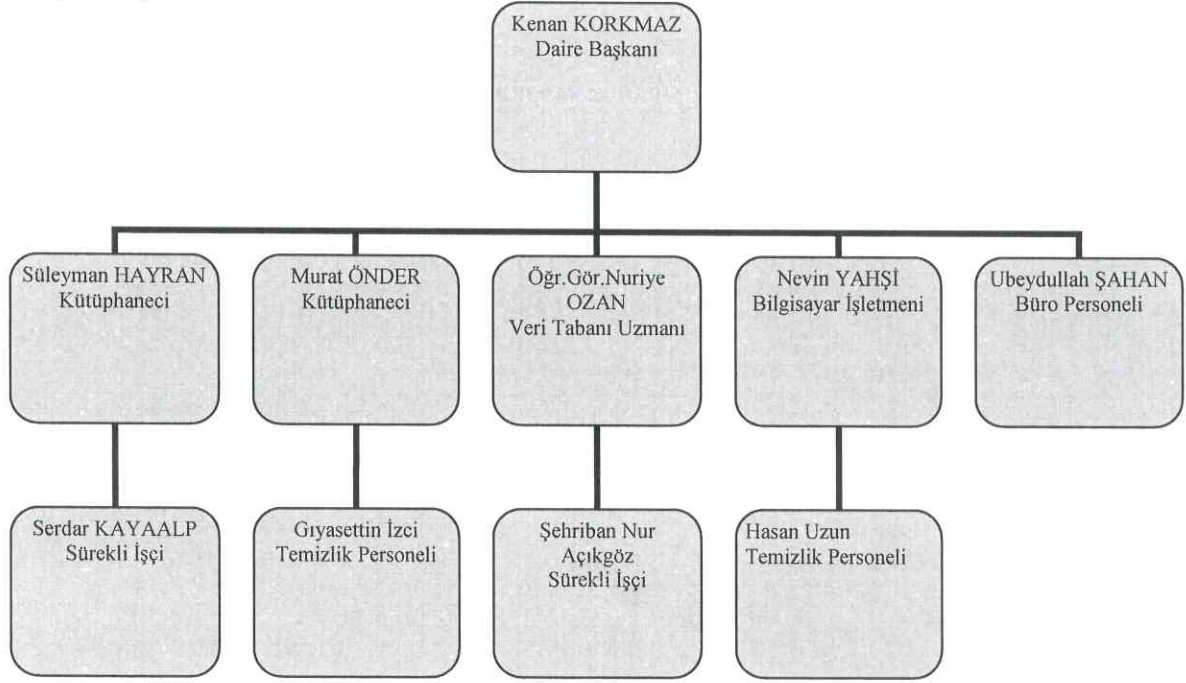 Kenan KORKMAZ
Daire Başkanı
Süleyman HAYRAN
Kütüphaneci
Murat ÖNDER
Kütüphaneci
Öğr.Gör.Nuriye
OZAN
Veri Tabanı Uzmanı
Nevin YAHŞİ
Bilgisayar İşletmeni
Ubeydullah ŞAHAN
Büro Personeli
Serdar KAYAALP
Sürekli İşçi
Gıyasettin İzci
Temizlik Personeli
Şehriban Nur
Açıkgöz
Sürekli İşçi
Hasan Uzun
Temizlik Personeli